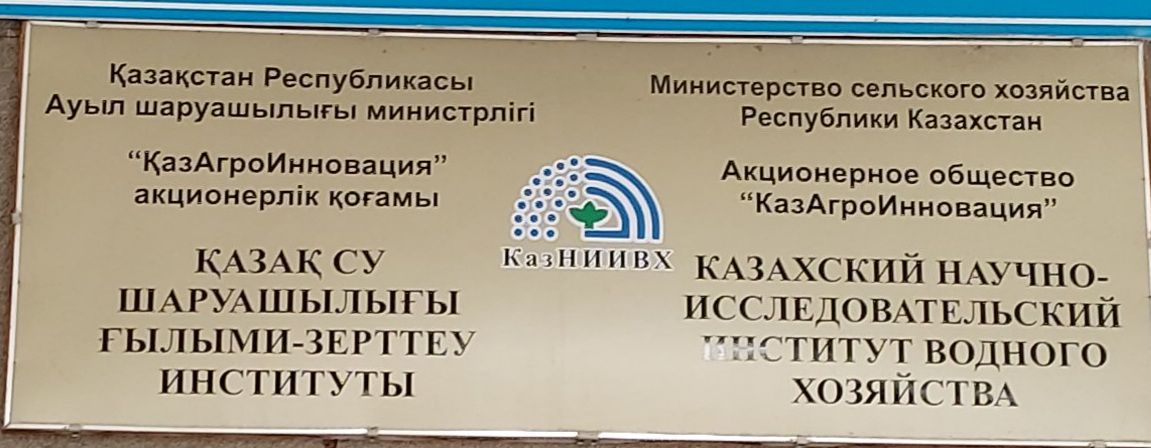 Қазақстан Республикасы
Ауыл шаруашылығы министрлігі
“ҚазАгроИнновация”
акционерлік қоғамы
ҚАЗАҚ СУ
ШАРУАШЫЛЫҒЫ
ҒЫЛЫМИ-ЗЕРТТЕУ
ИНСТИТУТЫ
КазНИИВХ
Министерство сельского хозяйства
Республики Казахстан
Акционерное общество
“КазАгроИнновация”
КАЗАХСКИЙ НАУЧНО-
ИССЛЕДОВАТЕЛЬСКИЙ
ИНСТИТУТ ВОДНОГО
ХОЗЯЙСТВА